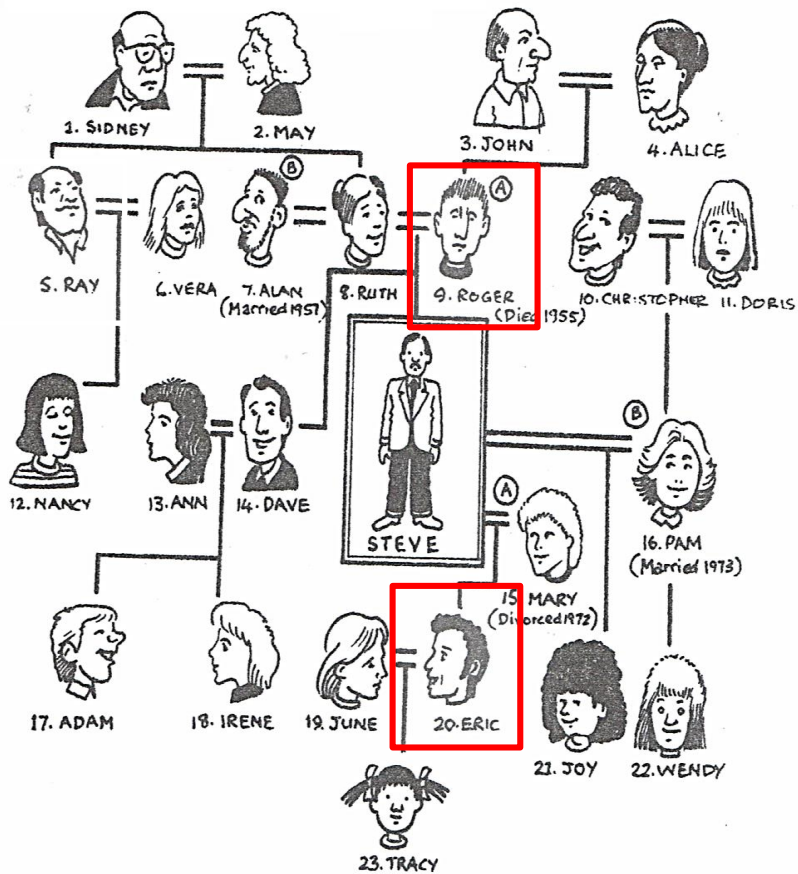 1. SIDNEY
2. MAY
3. JOHN
4. ALICE
B
A
5. RAY
6. VERA
7. ALAN
(Married 1957)
8. RUTH
9. ROGER
(Died 1955)
10. CHRISTOPHER
11. DORIS
B
12. NANCY
13. ANN
14. DAVE
A
STEVE
16. PAM
(Married 1973)
15. MARY
(Divorced 1972)
17. ADAM
18. IRENE
19. JUNE
20. ERIC
21. JOY
22. WENDY
23. TRACY